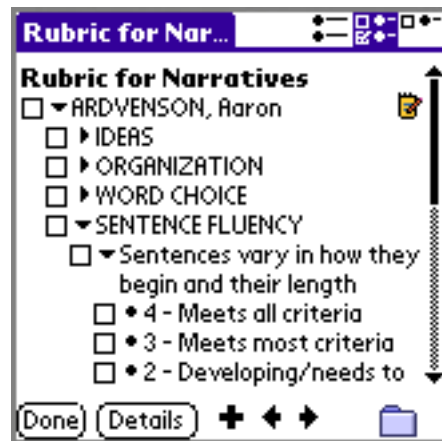 Rubric for Nar...
Rubric for Narratives
ARDVENSON, Aaron
IDEAS
ORGANIZATION
WORD CHOICE
SENTENCE FLUENCY
Sentences vary in how they
begin and their length
4 - Meets all criteria
3 - Meets most criteria
2 - Developing/needs to
Done Details